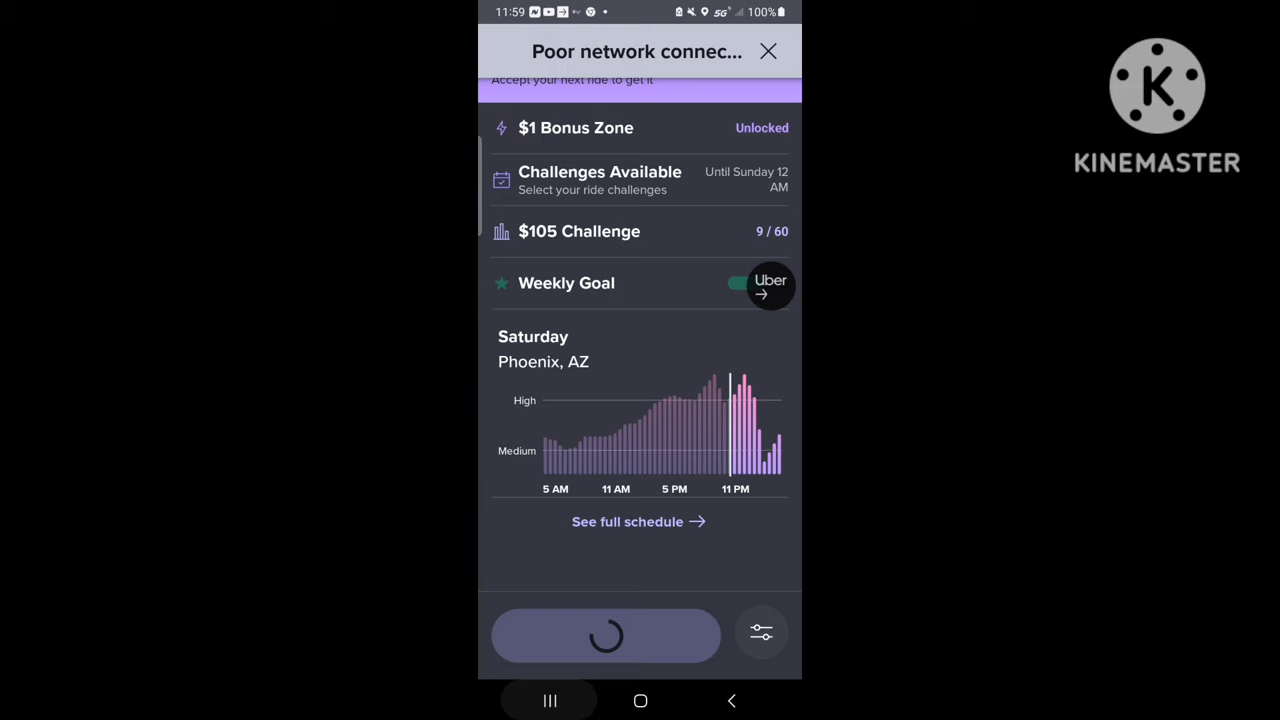 11:59
5G
100%
Poor network connec...
Accept your next ride to get it
$1 Bonus Zone
Unlocked
Challenges Available
Select your ride challenges
Until Sunday 12
AM
$105 Challenge
9 / 60
Weekly Goal
Uber
Saturday
Phoenix, AZ
High
Medium
5 AM 11 AM 5 PM 11 PM
See full schedule
K
KINEMASTER